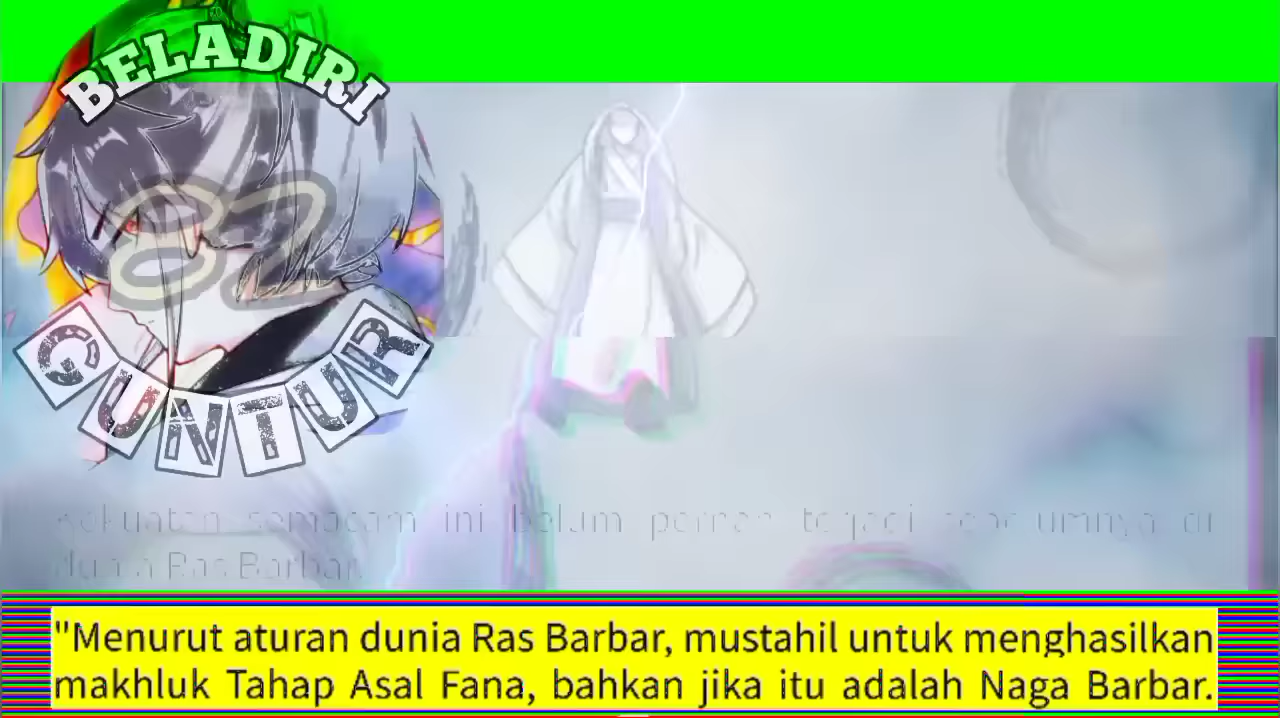 BELADIRI
82
GUNTUR
Kekuatan semacam ini belum pernah terjadi sebelumnya di
dunia Ras Barbar.
"Menurut aturan dunia Ras Barbar, mustahil untuk menghasilkan
makhluk Tahap Asal Fana, bahkan jika itu adalah Naga Barbar.